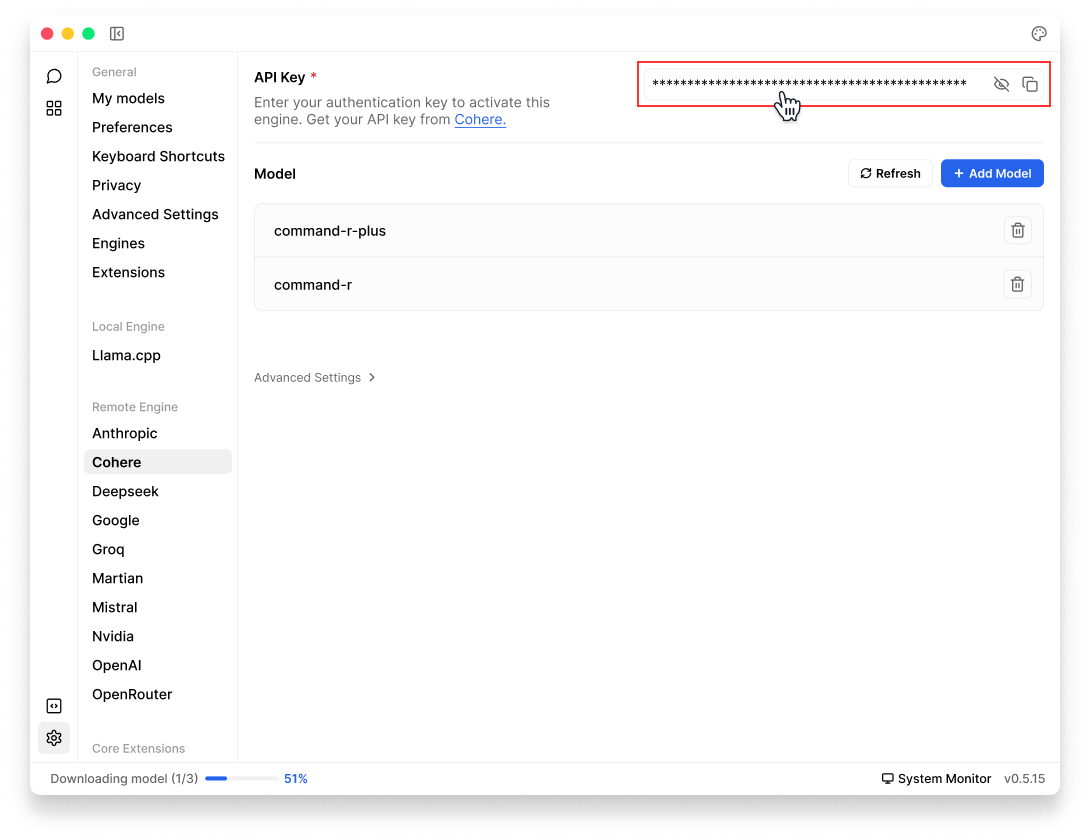 General
My models
Preferences
Keyboard Shortcuts
Privacy
Advanced Settings
Engines
Extensions
Local Engine
Llama.cpp
Remote Engine
Anthropic
Cohere
Deepseek
Google
Groq
Martian
Mistral
Nvidia
OpenAI
OpenRouter
Core Extensions
API Key *
Enter your authentication key to activate this
engine. Get your API key from Cohere.
*********************************************
Model
Refresh
+ Add Model
command-r-plus
command-r
Advanced Settings
Downloading model (1/3) 51%
System Monitor v0.5.15